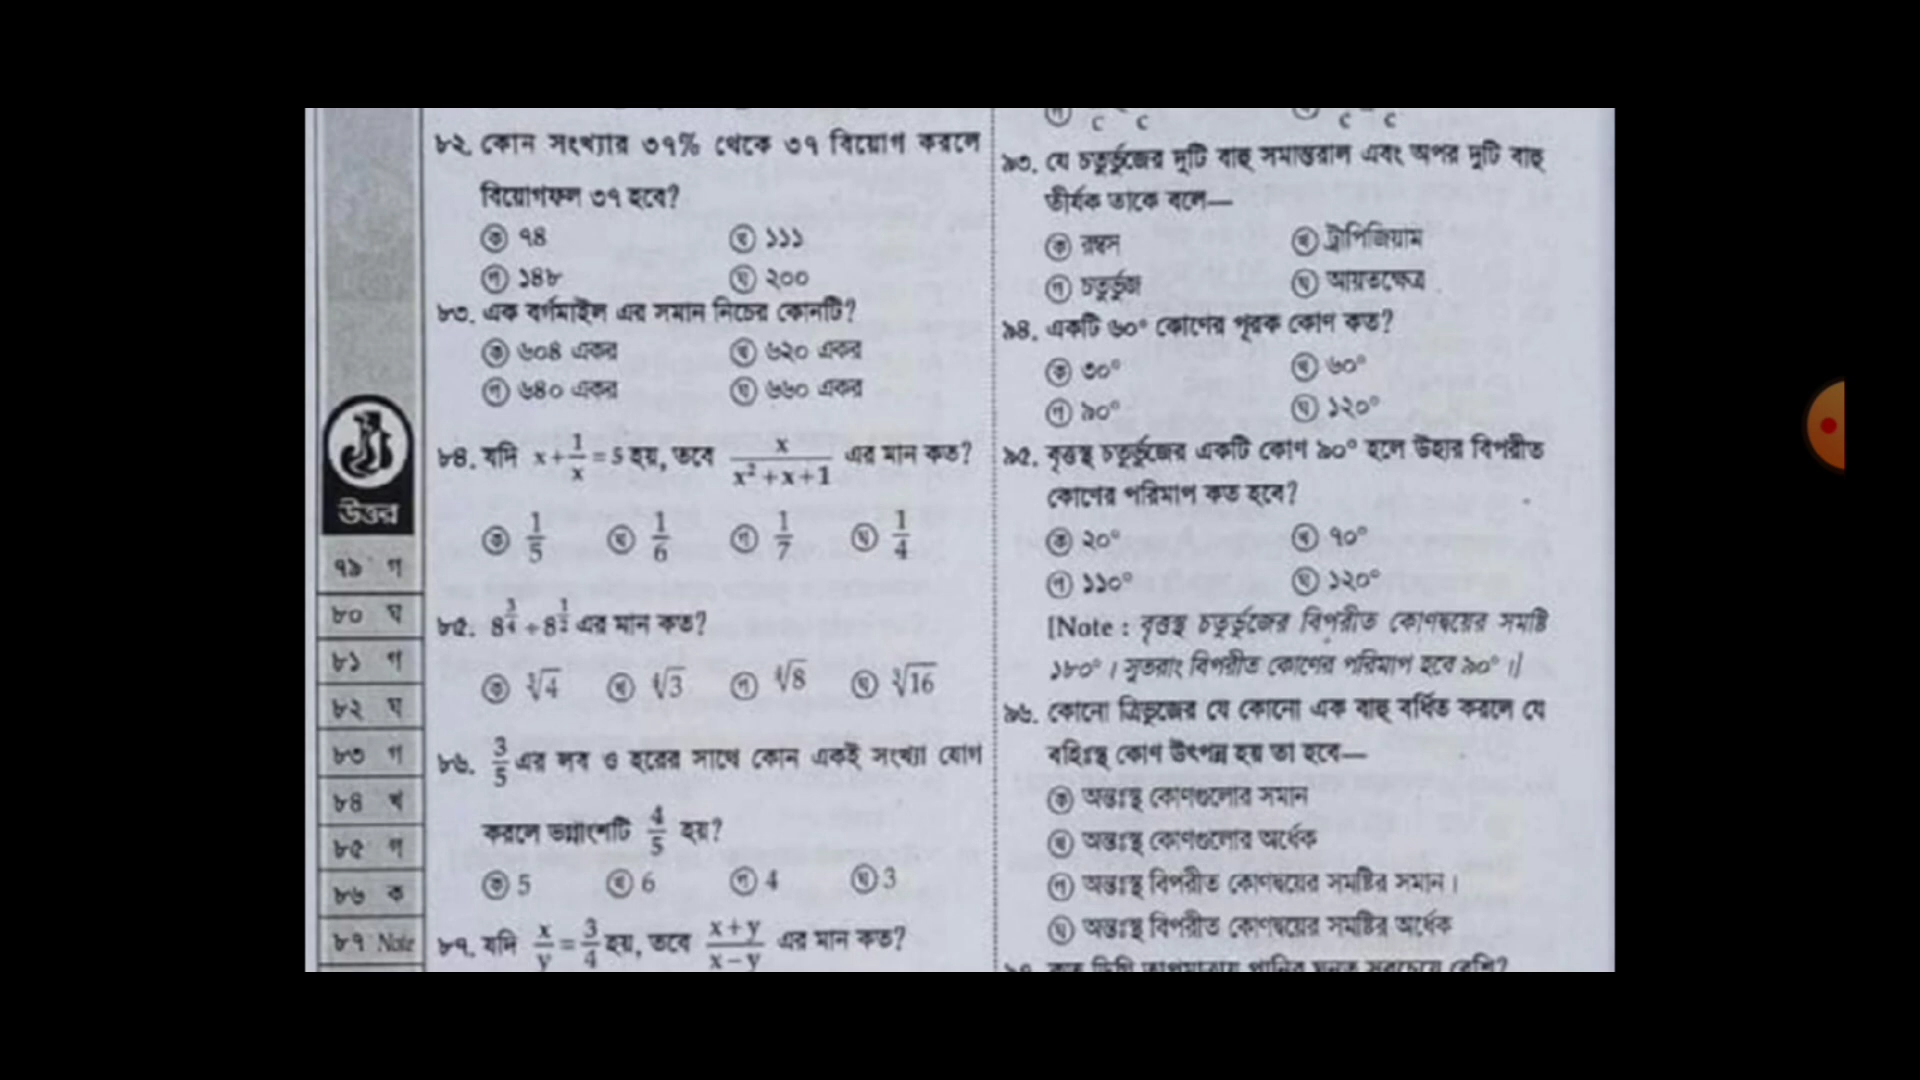 ৮২. কোন সংখ্যার ৩৭% থেকে ৩৭ বিয়োগ করলে
বিয়োগফল ৩৭ হবে?
ক ৭৪ খ ১১১
গ ১৪৮ ঘ ২০০
৮৩. এক বর্গমাইল এর সমান নিচের কোনটি?
ক ৬০৪ একর খ ৬২০ একর
গ ৬৪০ একর ঘ ৬৬০ একর
৮৪. যদি x + 1/x = 5 হয়, তবে x/(x²+x+1) এর মান কত?
ক 1/5 খ 1/6 গ 1/7 ঘ 1/4
৮৫. 8^(3/4) ÷ 8^(1/2) এর মান কত?
ক ∛4 খ ∜3 গ ∜8 ঘ ∛16
৮৬. 3/5 এর লব ও হরের সাথে কোন একই সংখ্যা যোগ
করলে ভগ্নাংশটি 4/5 হয়?
ক 5 খ 6 গ 4 ঘ 3
৮৭. যদি x/y = 3/4 হয়, তবে (x+y)/(x−y) এর মান কত?
উত্তর
৭৯ গ
৮০ ঘ
৮১ গ
৮২ ঘ
৮৩ গ
৮৪ খ
৮৫ গ
৮৬ ক
৮৭ Note
গ c c ঘ c c
৯৩. যে চতুর্ভুজের দুটি বাহু সমান্তরাল এবং অপর দুটি বাহু
তীর্যক তাকে বলে—
ক রম্বস খ ট্রাপিজিয়াম
গ চতুর্ভুজ ঘ আয়তক্ষেত্র
৯৪. একটি ৬০° কোণের পূরক কোণ কত?
ক ৩০° খ ৬০°
গ ৯০° ঘ ১২০°
৯৫. বৃত্তস্থ চতুর্ভুজের একটি কোণ ৯০° হলে উহার বিপরীত
কোণের পরিমাপ কত হবে?
ক ২০° খ ৭০°
গ ১১০° ঘ ১২০°
[Note : বৃত্তস্থ চতুর্ভুজের বিপরীত কোণদ্বয়ের সমষ্টি
১৮০° । সুতরাং বিপরীত কোণের পরিমাপ হবে ৯০° ।]
৯৬. কোনো ত্রিভুজের যে কোনো এক বাহু বর্ধিত করলে যে
বহিঃস্থ কোণ উৎপন্ন হয় তা হবে—
ক অন্তঃস্থ কোণগুলোর সমান
খ অন্তঃস্থ কোণগুলোর অর্ধেক
গ অন্তঃস্থ বিপরীত কোণদ্বয়ের সমষ্টির সমান।
ঘ অন্তঃস্থ বিপরীত কোণদ্বয়ের সমষ্টির অর্ধেক
৯৭. কত ডিগ্রি তাপমাত্রায় পানির ঘনত্ব সবচেয়ে বেশি?